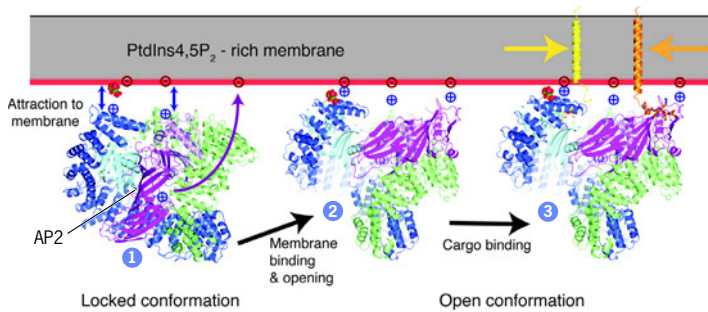 PtdIns4,5P2 - rich membrane
Attraction to
membrane
AP2
1
2
3
Membrane
binding
& opening
Cargo binding
Locked conformation
Open conformation